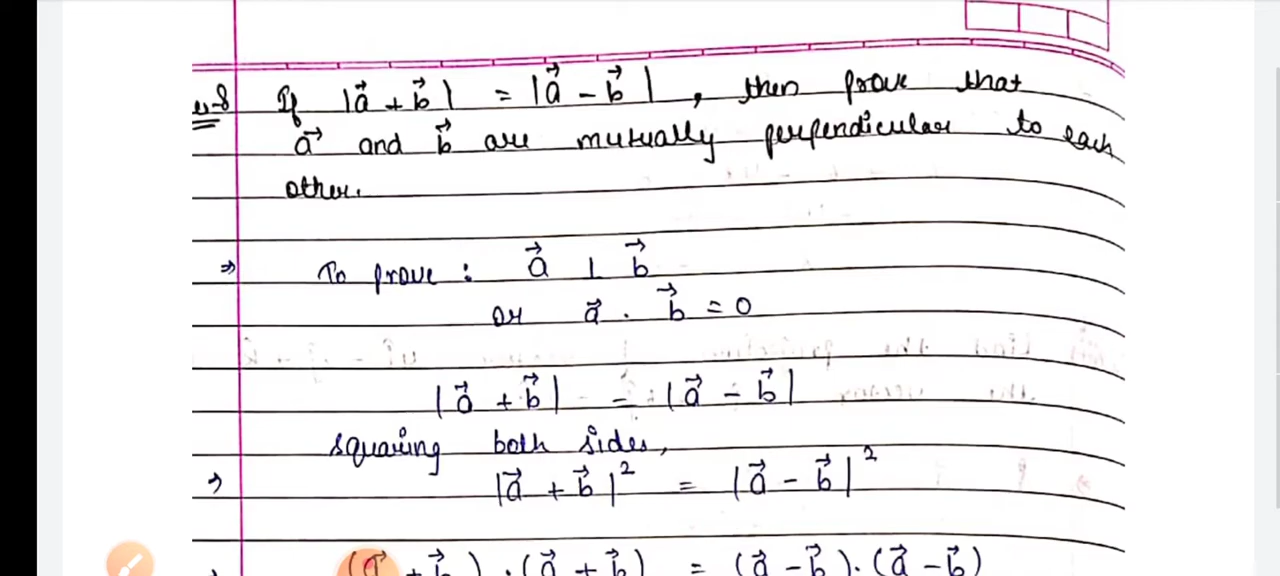 If |a⃗ + b⃗| = |a⃗ - b⃗|, then prove that
a⃗ and b⃗ are mutually perpendicular to each
other.
⇒ To prove: a⃗ ⊥ b⃗
or a⃗ . b⃗ = 0
|a⃗ + b⃗| = |a⃗ - b⃗|
squaring both sides,
⇒ |a⃗ + b⃗|² = |a⃗ - b⃗|²
(a⃗ + b⃗).(a⃗ + b⃗) = (a⃗ - b⃗).(a⃗ - b⃗)